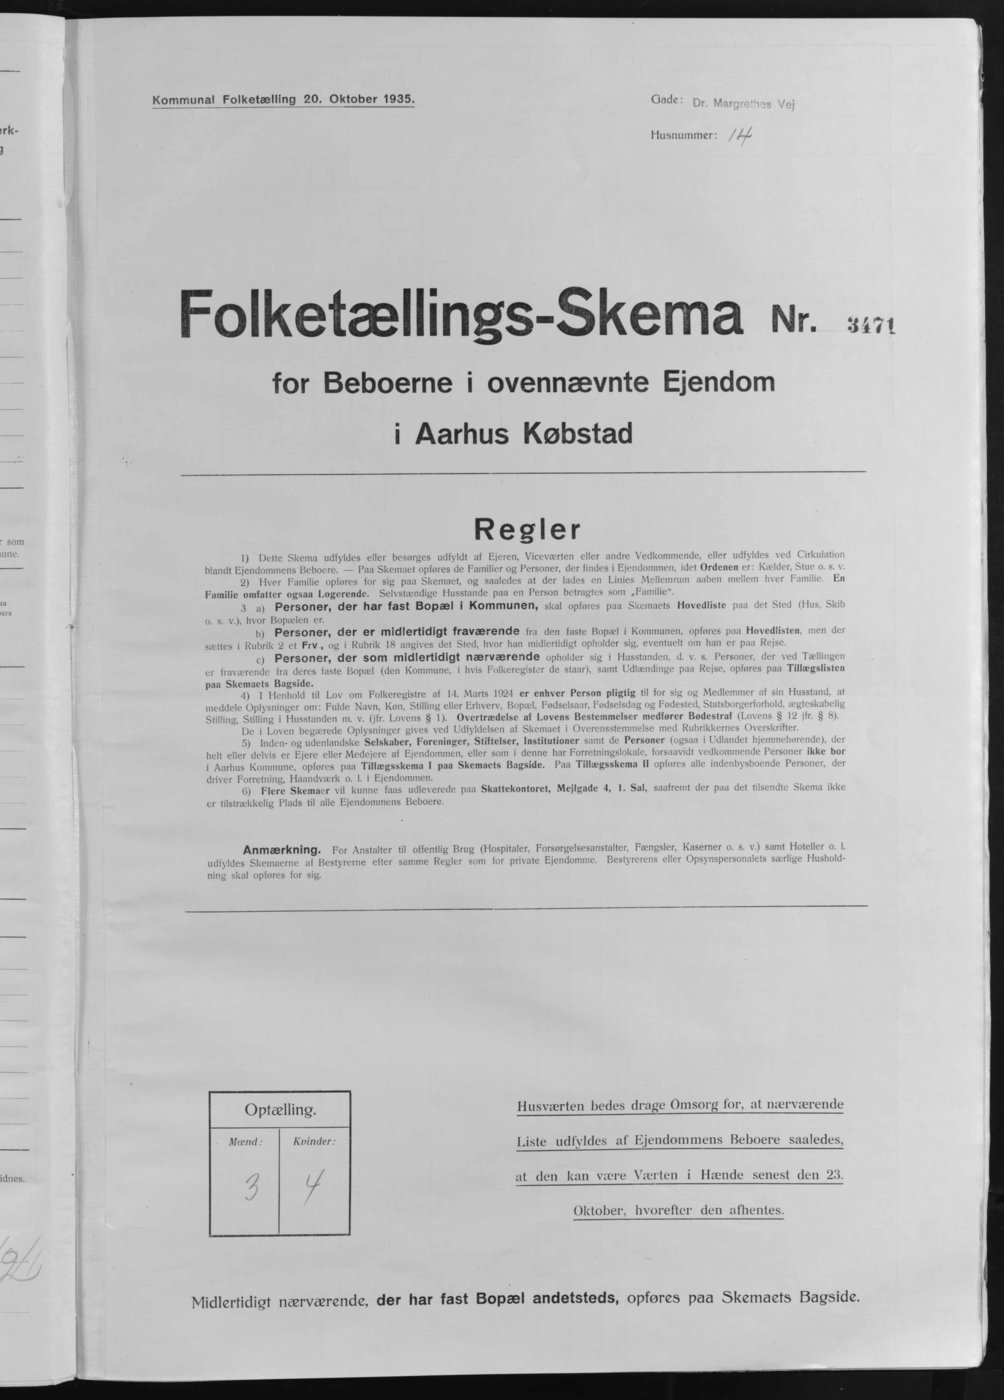 Kommunal Folketælling 20. Oktober 1935.
Gade: Dr. Margrethes Vej
Husnummer: 14
Folketællings-Skema Nr. 3471
for Beboerne i ovennævnte Ejendom
i Aarhus Købstad
Regler
1) Dette Skema udfyldes eller besørges udfyldt af Ejeren, Viceværten eller andre Vedkommende, eller udfyldes ved Cirkulation
blandt Ejendommens Beboere. — Paa Skemaet opføres de Familier og Personer, der findes i Ejendommen, idet Ordenen er: Kælder, Stue o. s. v.
2) Hver Familie opføres for sig paa Skemaet, og saaledes at der lades en Linies Mellemrum aaben mellem hver Familie. En
Familie omfatter ogsaa Logerende. Selvstændige Husstande paa en Person betragtes som „Familie“.
3 a) Personer, der har fast Bopæl i Kommunen, skal opføres paa Skemaets Hovedliste paa det Sted (Hus, Skib
o. s. v.), hvor Bopælen er.
b) Personer, der er midlertidigt fraværende fra den faste Bopæl i Kommunen, opføres paa Hovedlisten, men der
sættes i Rubrik 2 et Frv., og i Rubrik 18 angives det Sted, hvor han midlertidigt opholder sig, eventuelt om han er paa Rejse.
c) Personer, der som midlertidigt nærværende opholder sig i Husstanden, d. v. s. Personer, der ved Tællingen
er fraværende fra deres faste Bopæl (den Kommune, i hvis Folkeregister de staar), samt Udlændinge paa Rejse, opføres paa Tillægslisten
paa Skemaets Bagside.
4) I Henhold til Lov om Folkeregistre af 14. Marts 1924 er enhver Person pligtig til for sig og Medlemmer af sin Husstand, at
meddele Oplysninger om: Fulde Navn, Køn, Stilling eller Erhverv, Bopæl, Fødselsaar, Fødselsdag og Fødested, Statsborgerforhold, ægteskabelig
Stilling, Stilling i Husstanden m. v. (jfr. Lovens § 1). Overtrædelse af Lovens Bestemmelser medfører Bødestraf (Lovens § 12 jfr. § 8).
De i Loven begærede Oplysninger gives ved Udfyldelsen af Skemaet i Overensstemmelse med Rubrikkernes Overskrifter.
5) Inden- og udenlandske Selskaber, Foreninger, Stiftelser, Institutioner samt de Personer (ogsaa i Udlandet hjemmehørende), der
helt eller delvis er Ejere eller Medejere af Ejendommen, eller som i denne har Forretningslokale, forsaavidt vedkommende Personer ikke bor
i Aarhus Kommune, opføres paa Tillægsskema I paa Skemaets Bagside. Paa Tillægsskema II opføres alle indenbysboende Personer, der
driver Forretning, Haandværk o. l. i Ejendommen.
6) Flere Skemaer vil kunne faas udleverede paa Skattekontoret, Mejlgade 4, 1. Sal, saafremt der paa det tilsendte Skema ikke
er tilstrækkelig Plads til alle Ejendommens Beboere.
Anmærkning. For Anstalter til offentlig Brug (Hospitaler, Forsørgelsesanstalter, Fængsler, Kaserner o. s. v.) samt Hoteller o. l.
udfyldes Skemaerne af Bestyrerne efter samme Regler som for private Ejendomme. Bestyrerens eller Opsynspersonalets særlige Hushold-
ning skal opføres for sig.
Optælling.
Mænd: Kvinder:
3 4
Husværten bedes drage Omsorg for, at nærværende
Liste udfyldes af Ejendommens Beboere saaledes,
at den kan være Værten i Hænde senest den 23.
Oktober, hvorefter den afhentes.
Midlertidigt nærværende, der har fast Bopæl andetsteds, opføres paa Skemaets Bagside.